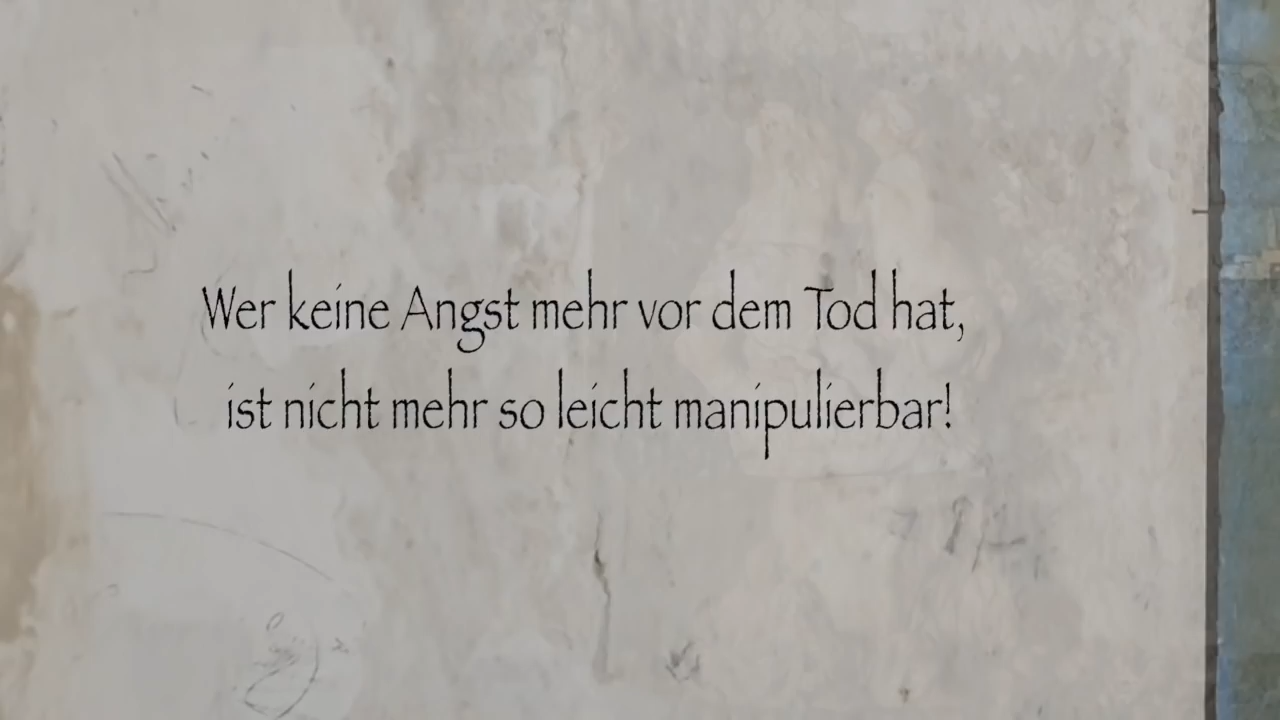 Wer keine Angst mehr vor dem Tod hat,
ist nicht mehr so leicht manipulierbar!